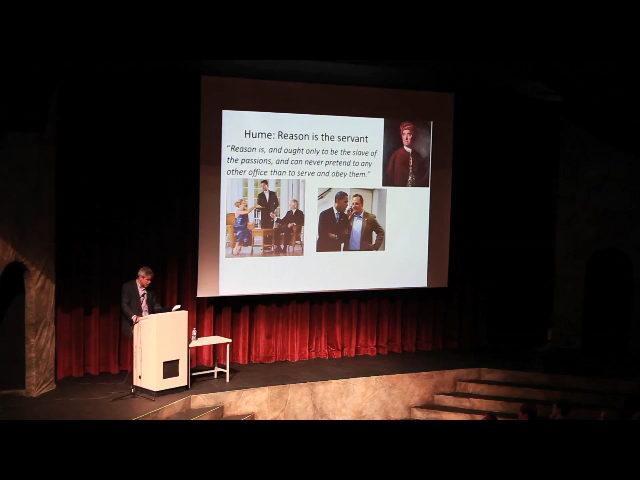 Hume: Reason is the servant
"Reason is, and ought only to be the slave of
the passions, and can never pretend to any
other office than to serve and obey them."